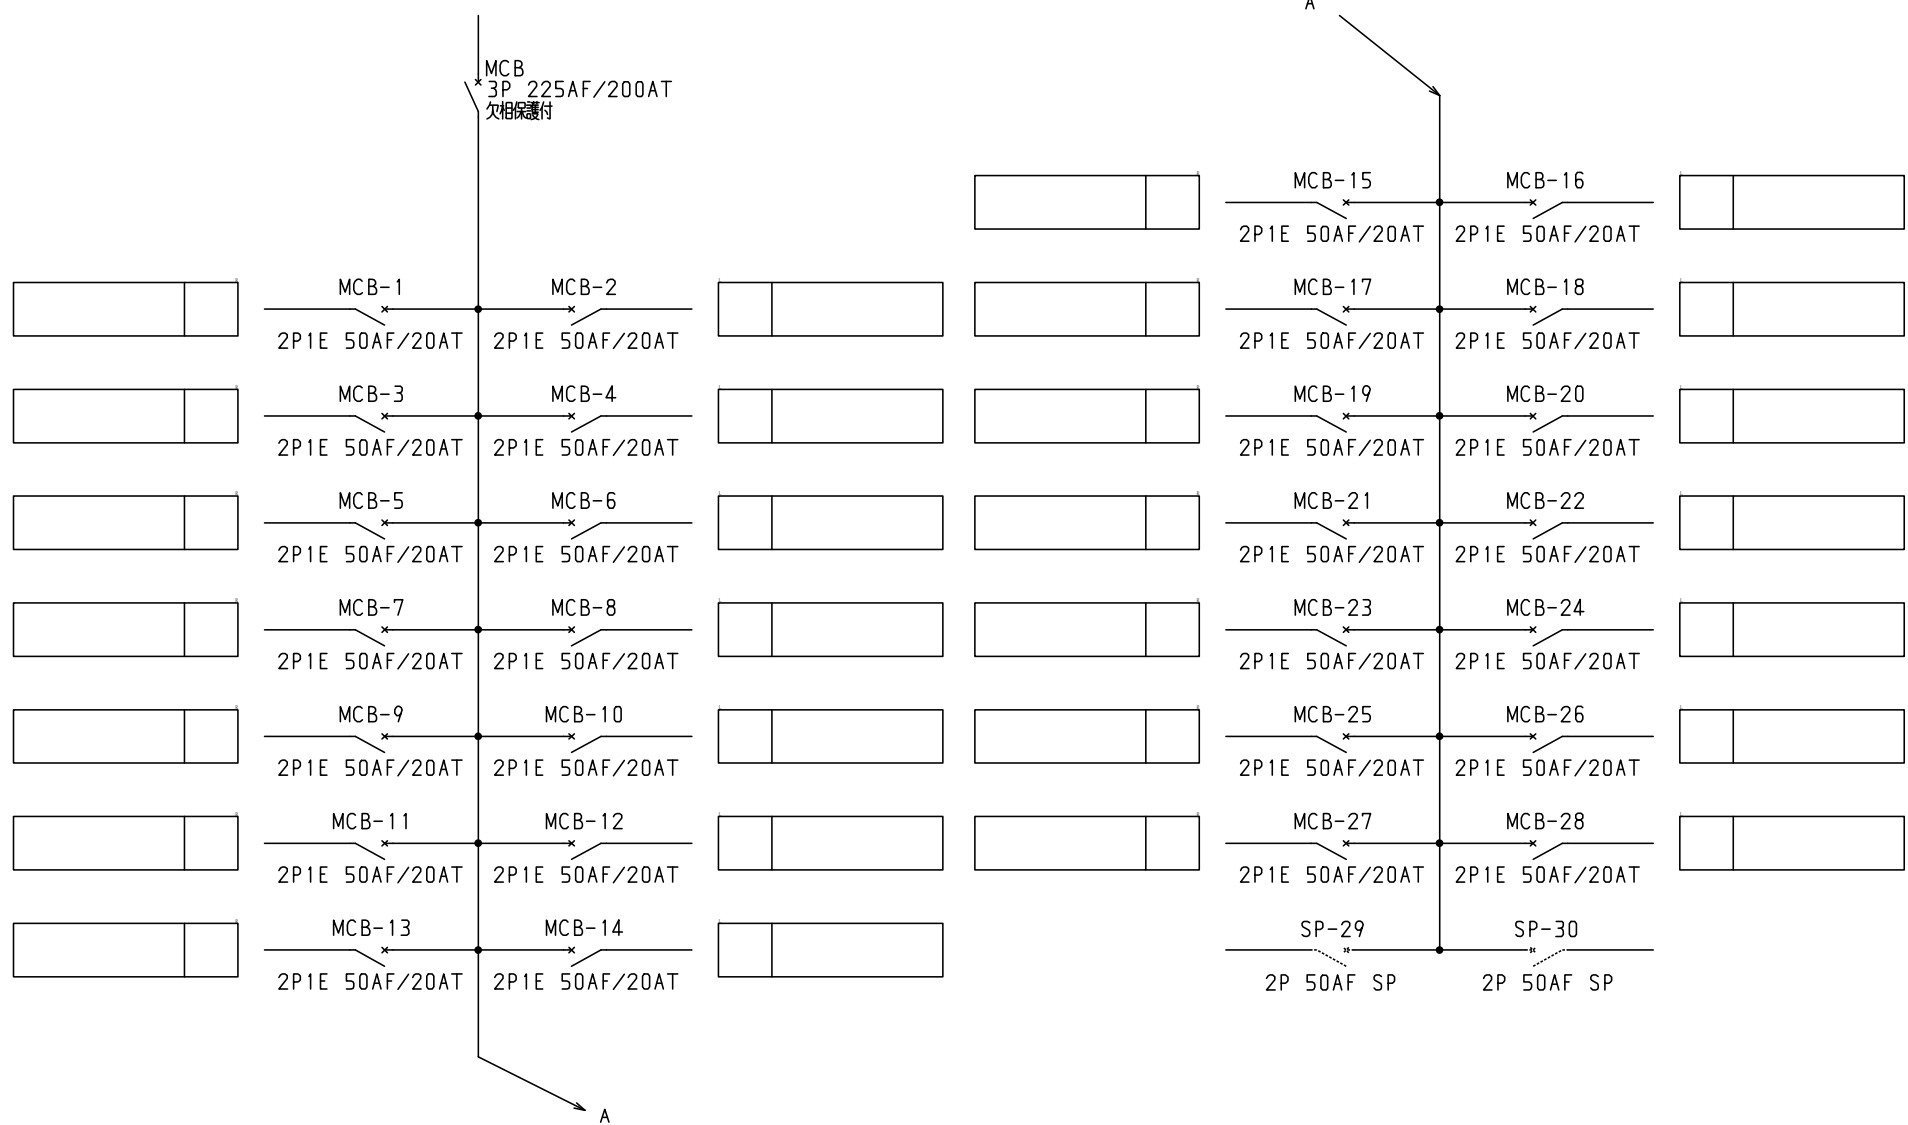 MCB
3P 225AF/200AT
欠相保護付
MCB-1 MCB-2
2P1E 50AF/20AT 2P1E 50AF/20AT
MCB-3 MCB-4
2P1E 50AF/20AT 2P1E 50AF/20AT
MCB-5 MCB-6
2P1E 50AF/20AT 2P1E 50AF/20AT
MCB-7 MCB-8
2P1E 50AF/20AT 2P1E 50AF/20AT
MCB-9 MCB-10
2P1E 50AF/20AT 2P1E 50AF/20AT
MCB-11 MCB-12
2P1E 50AF/20AT 2P1E 50AF/20AT
MCB-13 MCB-14
2P1E 50AF/20AT 2P1E 50AF/20AT
A
A
MCB-15 MCB-16
2P1E 50AF/20AT 2P1E 50AF/20AT
MCB-17 MCB-18
2P1E 50AF/20AT 2P1E 50AF/20AT
MCB-19 MCB-20
2P1E 50AF/20AT 2P1E 50AF/20AT
MCB-21 MCB-22
2P1E 50AF/20AT 2P1E 50AF/20AT
MCB-23 MCB-24
2P1E 50AF/20AT 2P1E 50AF/20AT
MCB-25 MCB-26
2P1E 50AF/20AT 2P1E 50AF/20AT
MCB-27 MCB-28
2P1E 50AF/20AT 2P1E 50AF/20AT
SP-29 SP-30
2P 50AF SP 2P 50AF SP